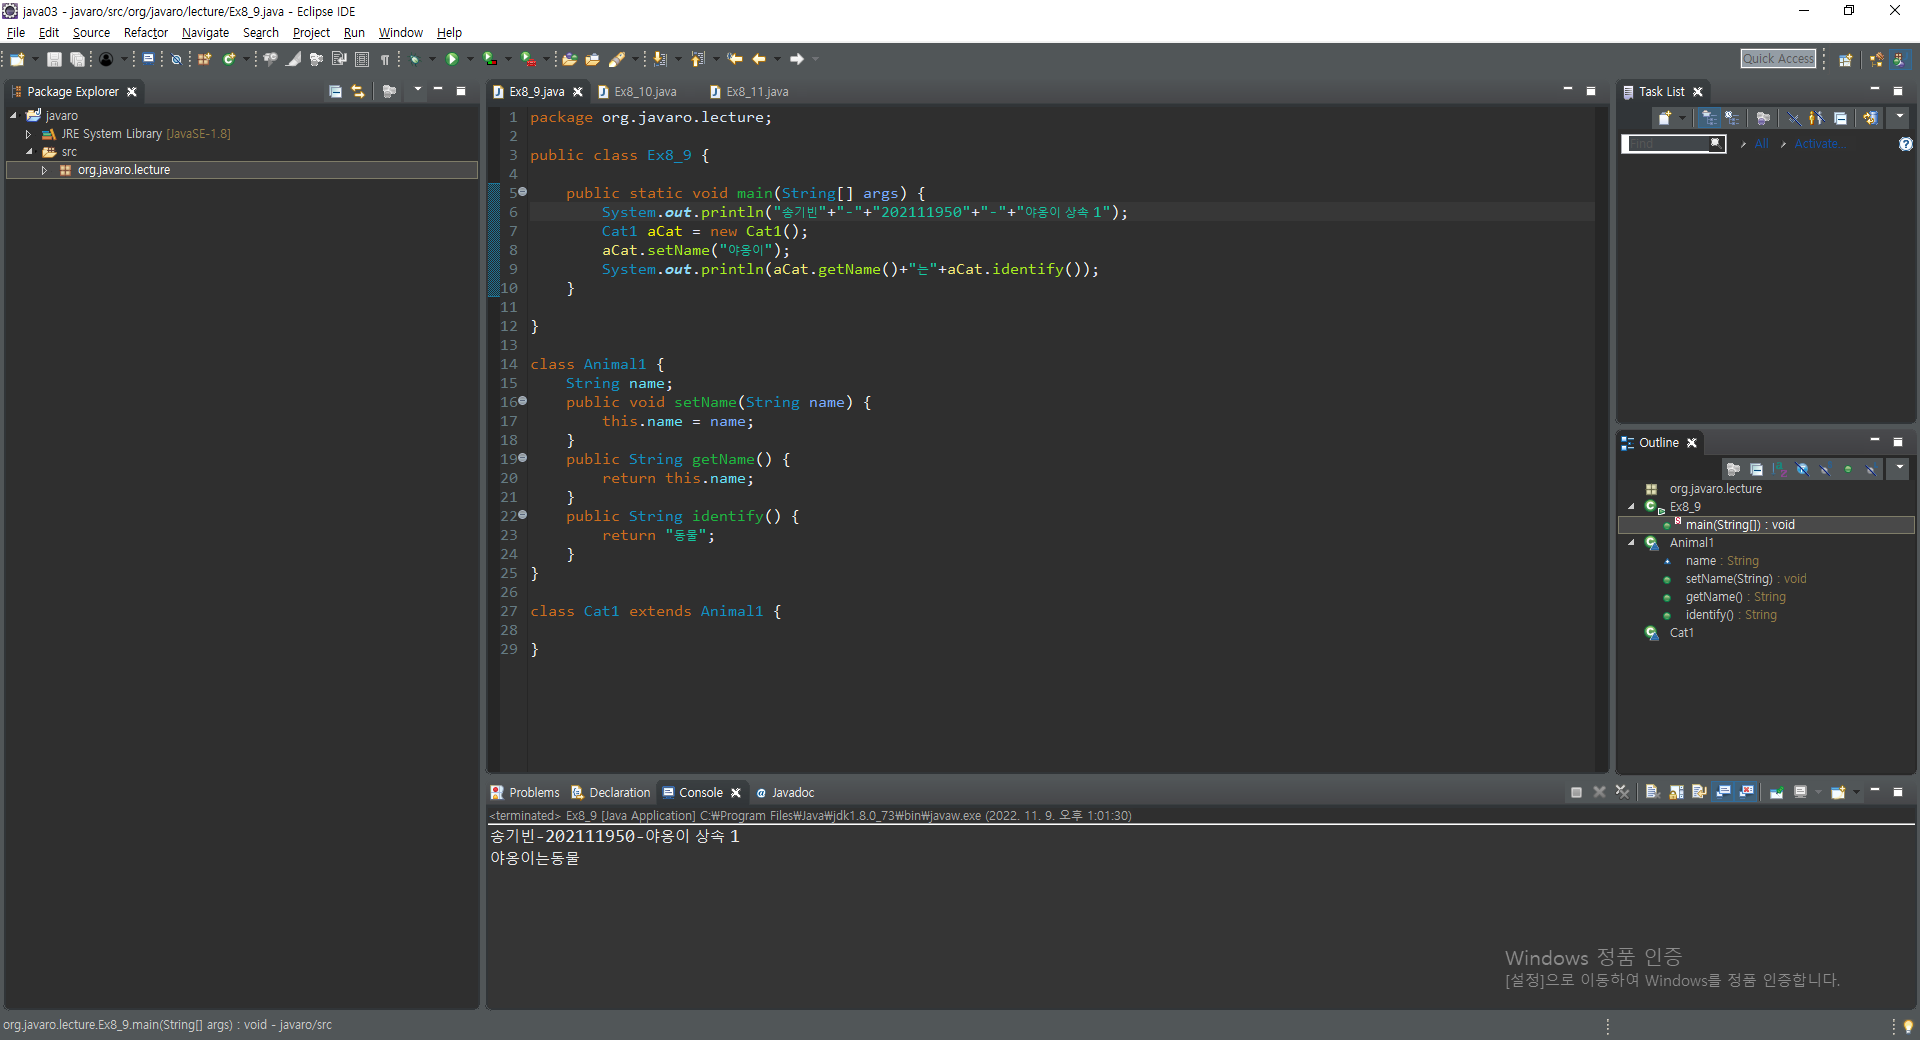 java03 - javaro/src/org/javaro/lecture/Ex8_9.java - Eclipse IDE
File Edit Source Refactor Navigate Search Project Run Window Help
Quick Access
Package Explorer
javaro
JRE System Library [JavaSE-1.8]
src
org.javaro.lecture
Ex8_9.java Ex8_10.java Ex8_11.java
1 package org.javaro.lecture;
2
3 public class Ex8_9 {
4
5 public static void main(String[] args) {
6 System.out.println("송기빈"+"-"+"202111950"+"-"+"야옹이 상속 1");
7 Cat1 aCat = new Cat1();
8 aCat.setName("야옹이");
9 System.out.println(aCat.getName()+"는"+aCat.identify());
10 }
11
12 }
13
14 class Animal1 {
15 String name;
16 public void setName(String name) {
17 this.name = name;
18 }
19 public String getName() {
20 return this.name;
21 }
22 public String identify() {
23 return "동물";
24 }
25 }
26
27 class Cat1 extends Animal1 {
28
29 }
Task List
Find
All
Activate...
Outline
org.javaro.lecture
Ex8_9
main(String[]) : void
Animal1
name : String
setName(String) : void
getName() : String
identify() : String
Cat1
Problems Declaration Console Javadoc
<terminated> Ex8_9 [Java Application] C:₩Program Files₩Java₩jdk1.8.0_73₩bin₩javaw.exe (2022. 11. 9. 오후 1:01:30)
송기빈-202111950-야옹이 상속 1
야옹이는동물
Windows 정품 인증
[설정]으로 이동하여 Windows를 정품 인증합니다.
org.javaro.lecture.Ex8_9.main(String[] args) : void - javaro/src